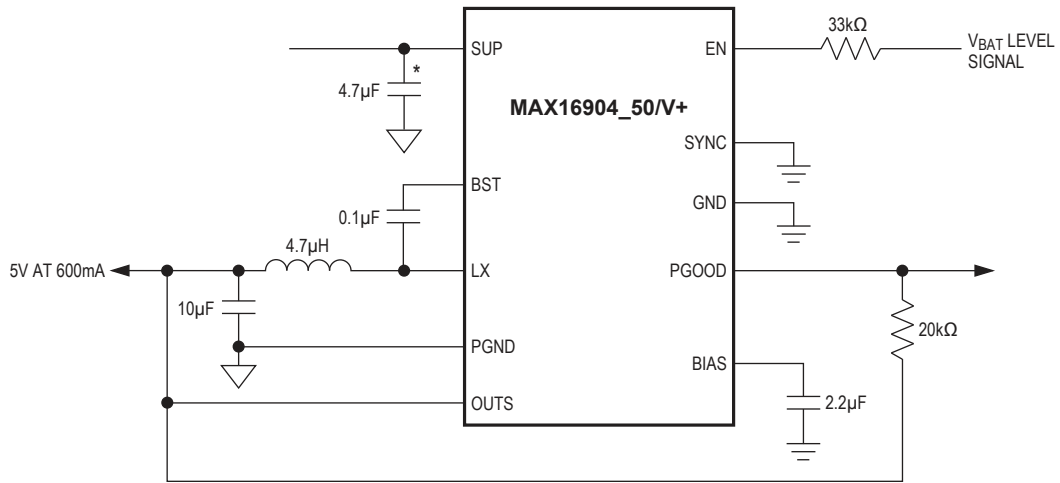 SUP
EN
33kΩ
V_BAT LEVEL
SIGNAL
*
4.7µF
MAX16904_50/V+
SYNC
BST
GND
0.1µF
4.7µH
5V AT 600mA
LX
PGOOD
10µF
20kΩ
PGND
BIAS
OUTS
2.2µF